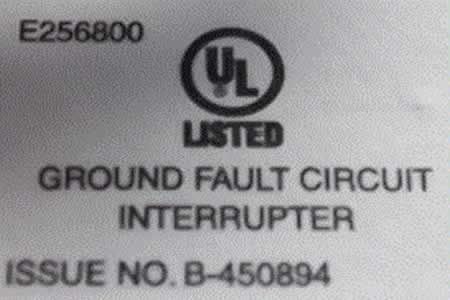 E256800
UL
LISTED
GROUND FAULT CIRCUIT
INTERRUPTER
ISSUE NO. B-450894